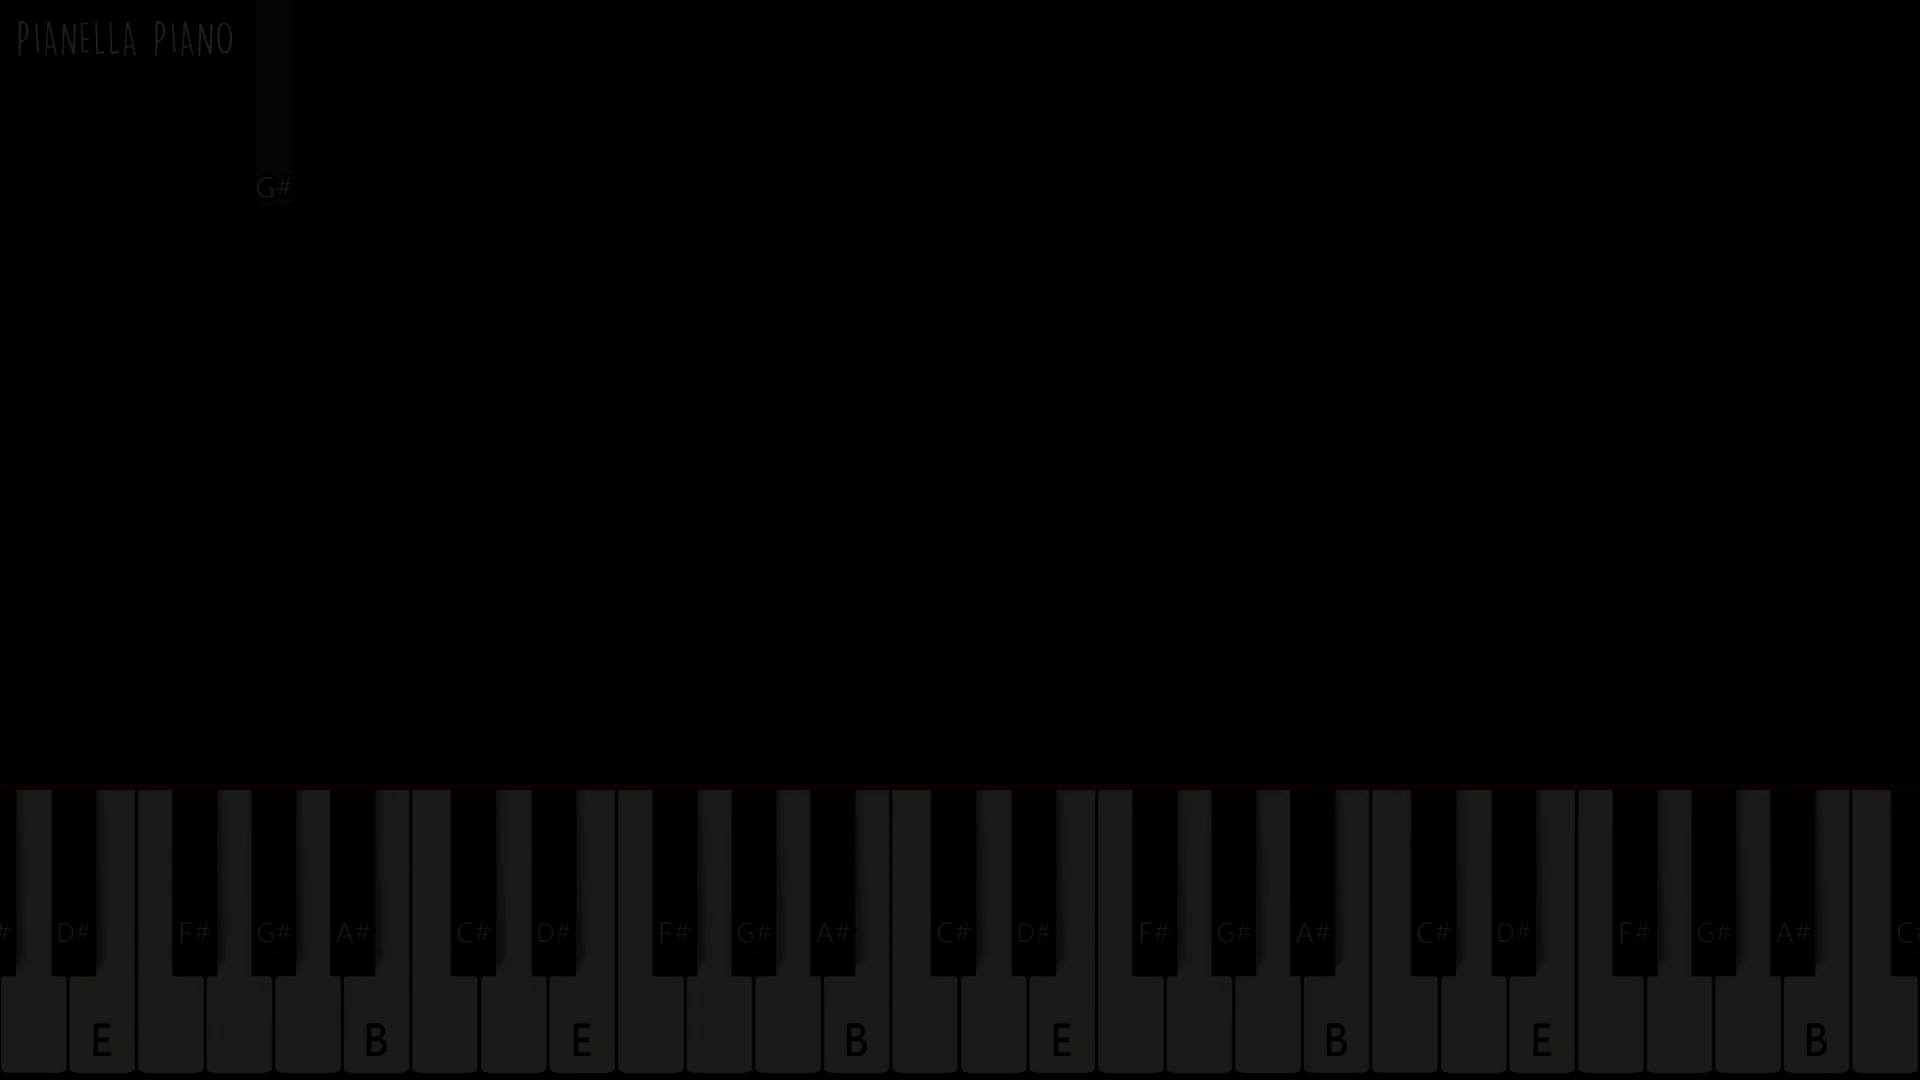 PIANELLA PIANO
G#
# D# F# G# A# C# D# F# G# A# C# D# F# G# A# C# D# F# G# A# C#
E B E B E B E B